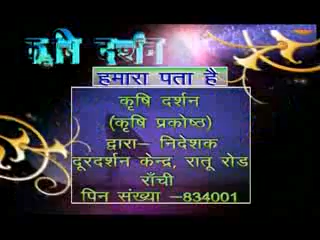 कृषि दर्शन
हमारा पता है
कृषि दर्शन
(कृषि प्रकोष्ठ)
द्वारा– निदेशक
दूरदर्शन केन्द्र, रातू रोड
राँची
पिन संख्या –834001